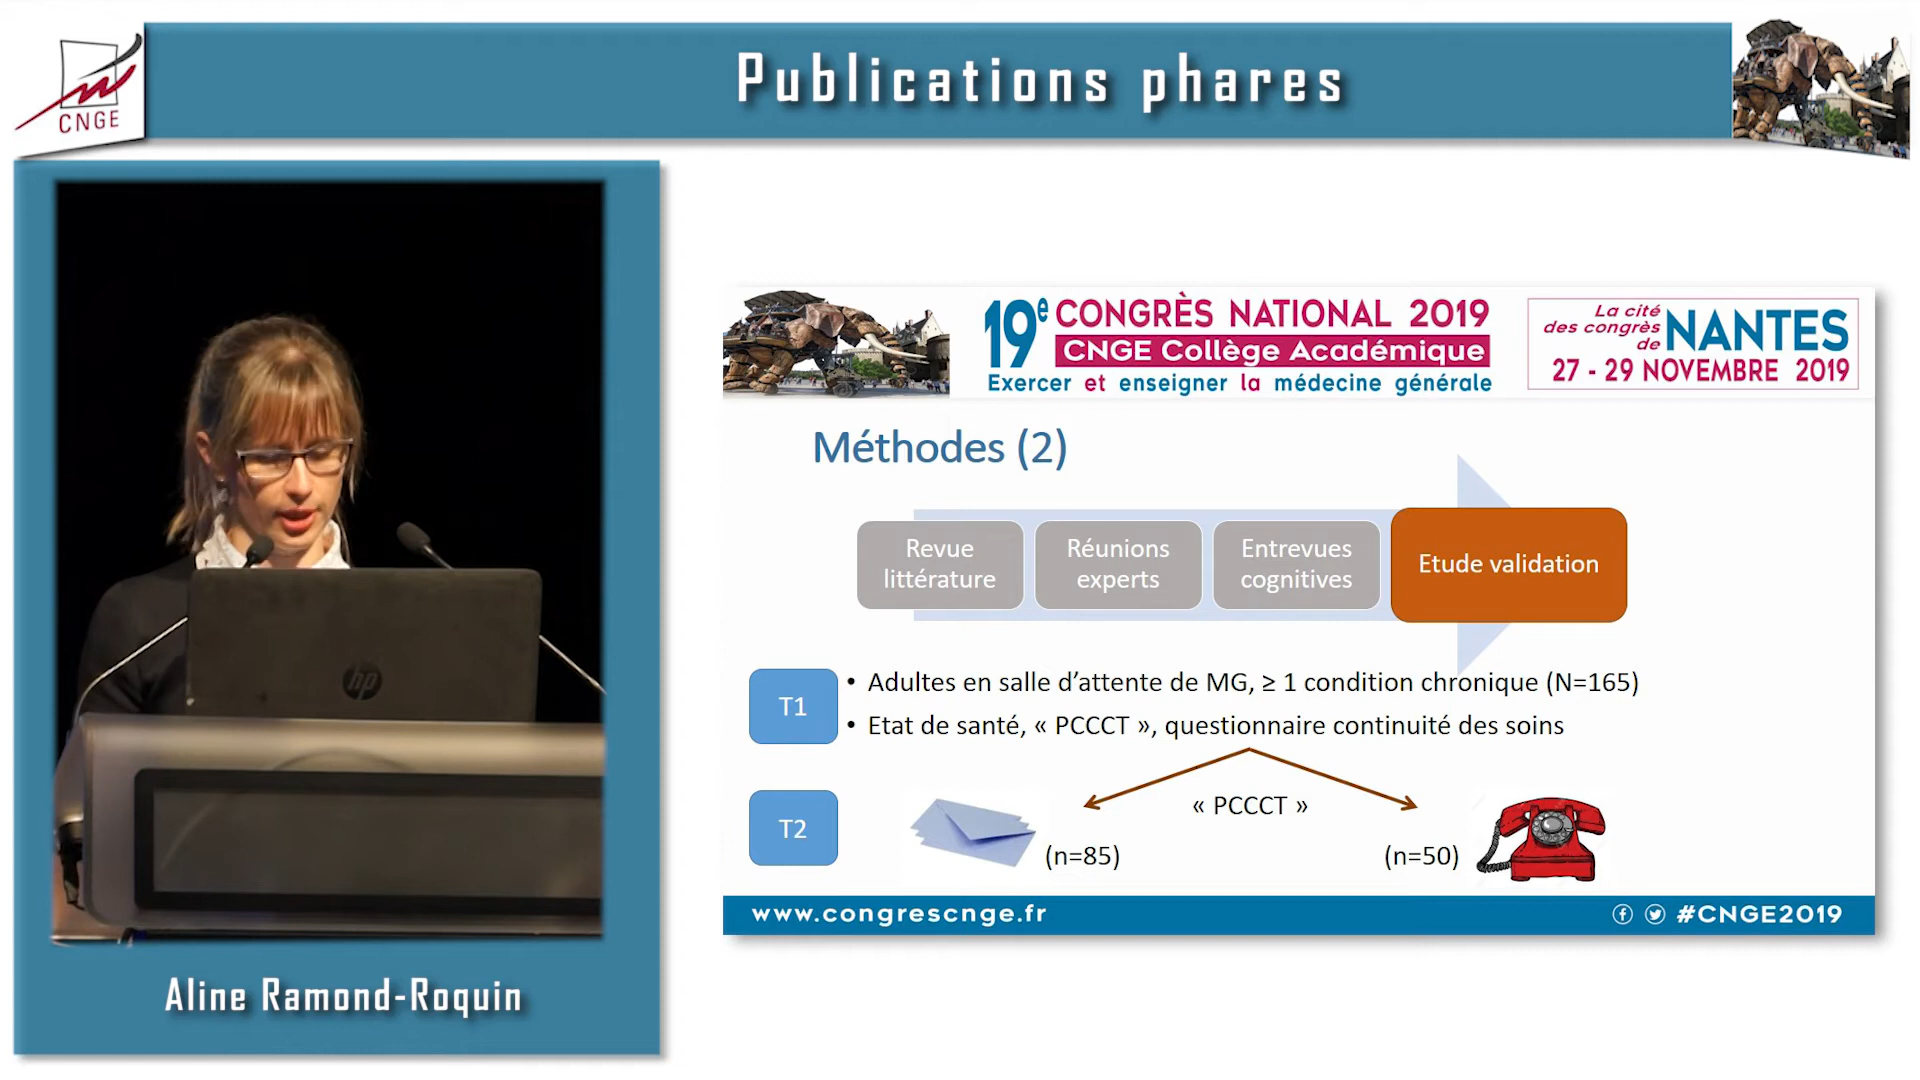 Publications phares
CNGE
19e CONGRÈS NATIONAL 2019
CNGE Collège Académique
Exercer et enseigner la médecine générale
La cité
des congrès
de
NANTES
27 - 29 NOVEMBRE 2019
Méthodes (2)
Revue
littérature
Réunions
experts
Entrevues
cognitives
Etude validation
T1
• Adultes en salle d’attente de MG, ≥ 1 condition chronique (N=165)
• Etat de santé, « PCCCT », questionnaire continuité des soins
T2
« PCCCT »
(n=85)
(n=50)
www.congrescnge.fr
#CNGE2019
hp
Aline Ramond-Roquin